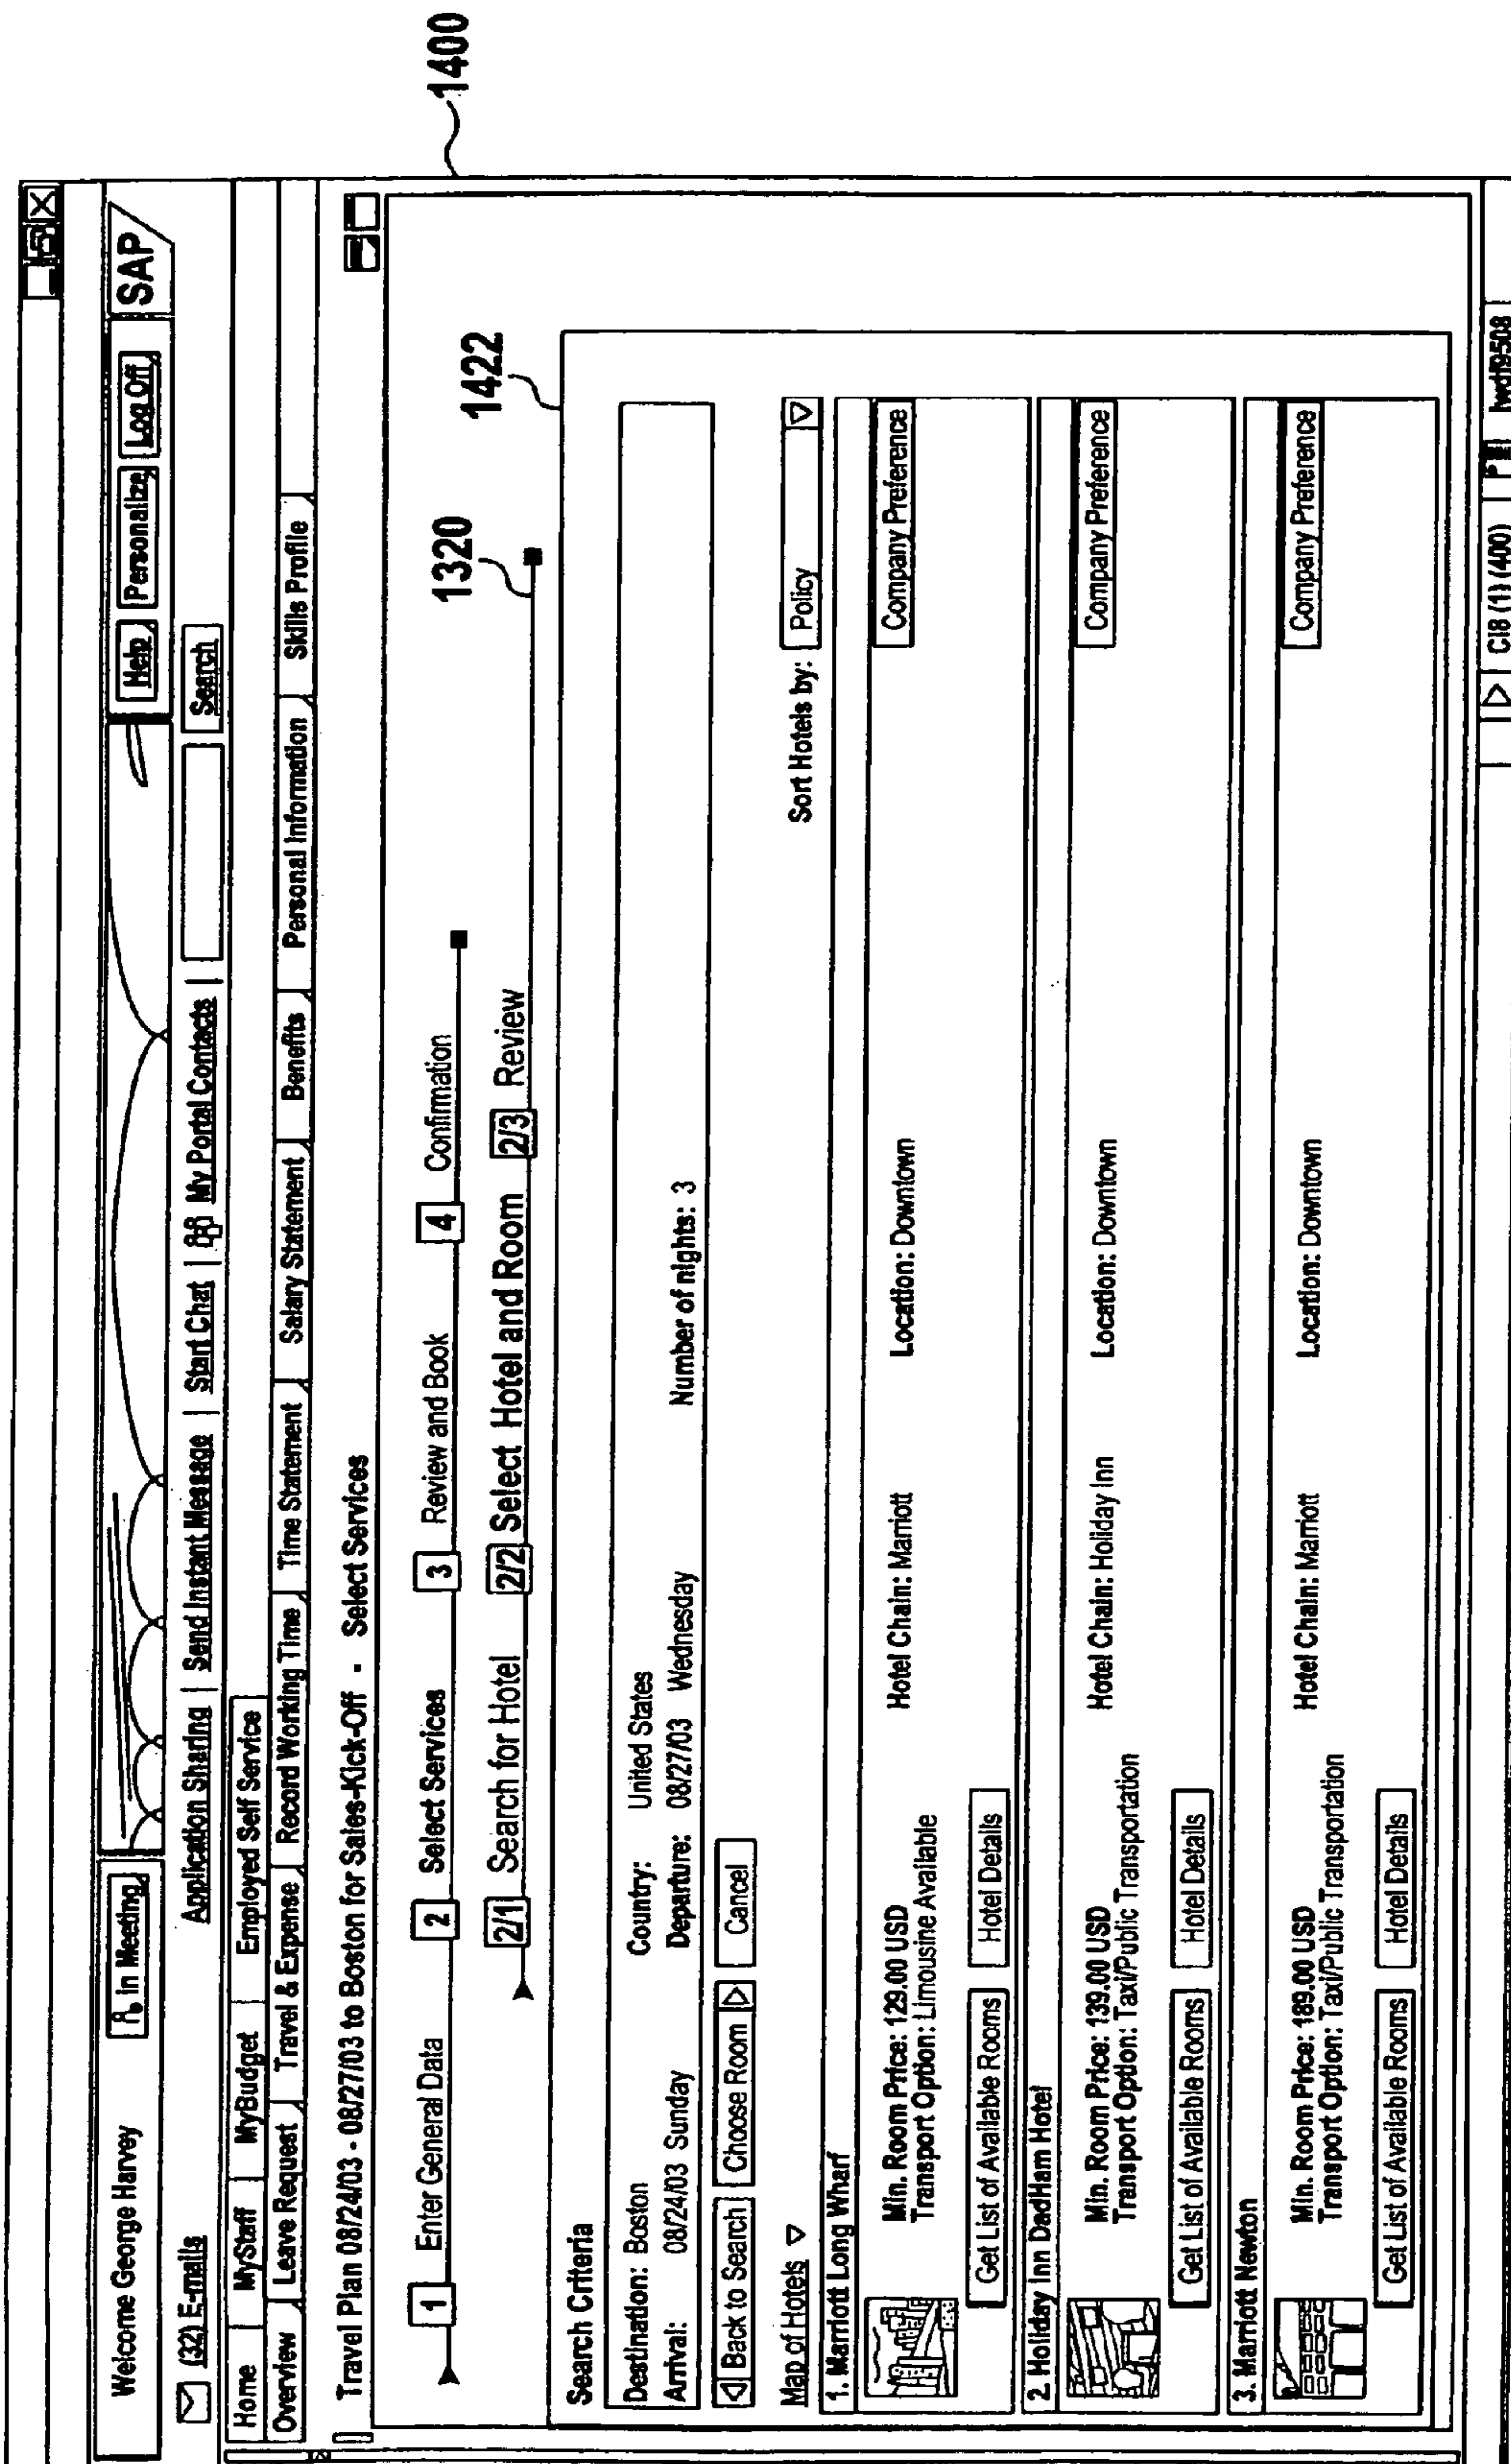 1400
SAP
Welcome George Harvey in Meeting Help Personalize Log Off
(32) E-mails Application Sharing | Send Instant Message | Start Chat | My Portal Contacts | Search
Home MyStaff MyBudget Employed Self Service
Overview Leave Request Travel & Expense Record Working Time Time Statement Salary Statement Benefits Personal Information Skills Profile
Travel Plan 08/24/03 - 08/27/03 to Boston for Sales-Kick-Off - Select Services
1 Enter General Data 2 Select Services 3 Review and Book 4 Confirmation
1320
1422
2/1 Search for Hotel 2/2 Select Hotel and Room 2/3 Review
Search Criteria
Destination: Boston Country: United States
Arrival: 08/24/03 Sunday Departure: 08/27/03 Wednesday Number of nights: 3
Back to Search Choose Room Cancel
Map of Hotels Sort Hotels by: Policy
1. Marriott Long Wharf
Min. Room Price: 129.00 USD Hotel Chain: Marriott Location: Downtown Company Preference
Transport Option: Limousine Available
Get List of Available Rooms Hotel Details
2. Holiday Inn DadHam Hotel
Min. Room Price: 139.00 USD Hotel Chain: Holiday Inn Location: Downtown Company Preference
Transport Option: Taxi/Public Transportation
Get List of Available Rooms Hotel Details
3. Marriott Newton
Min. Room Price: 189.00 USD Hotel Chain: Marriott Location: Downtown Company Preference
Transport Option: Taxi/Public Transportation
Get List of Available Rooms Hotel Details
(1) (400)